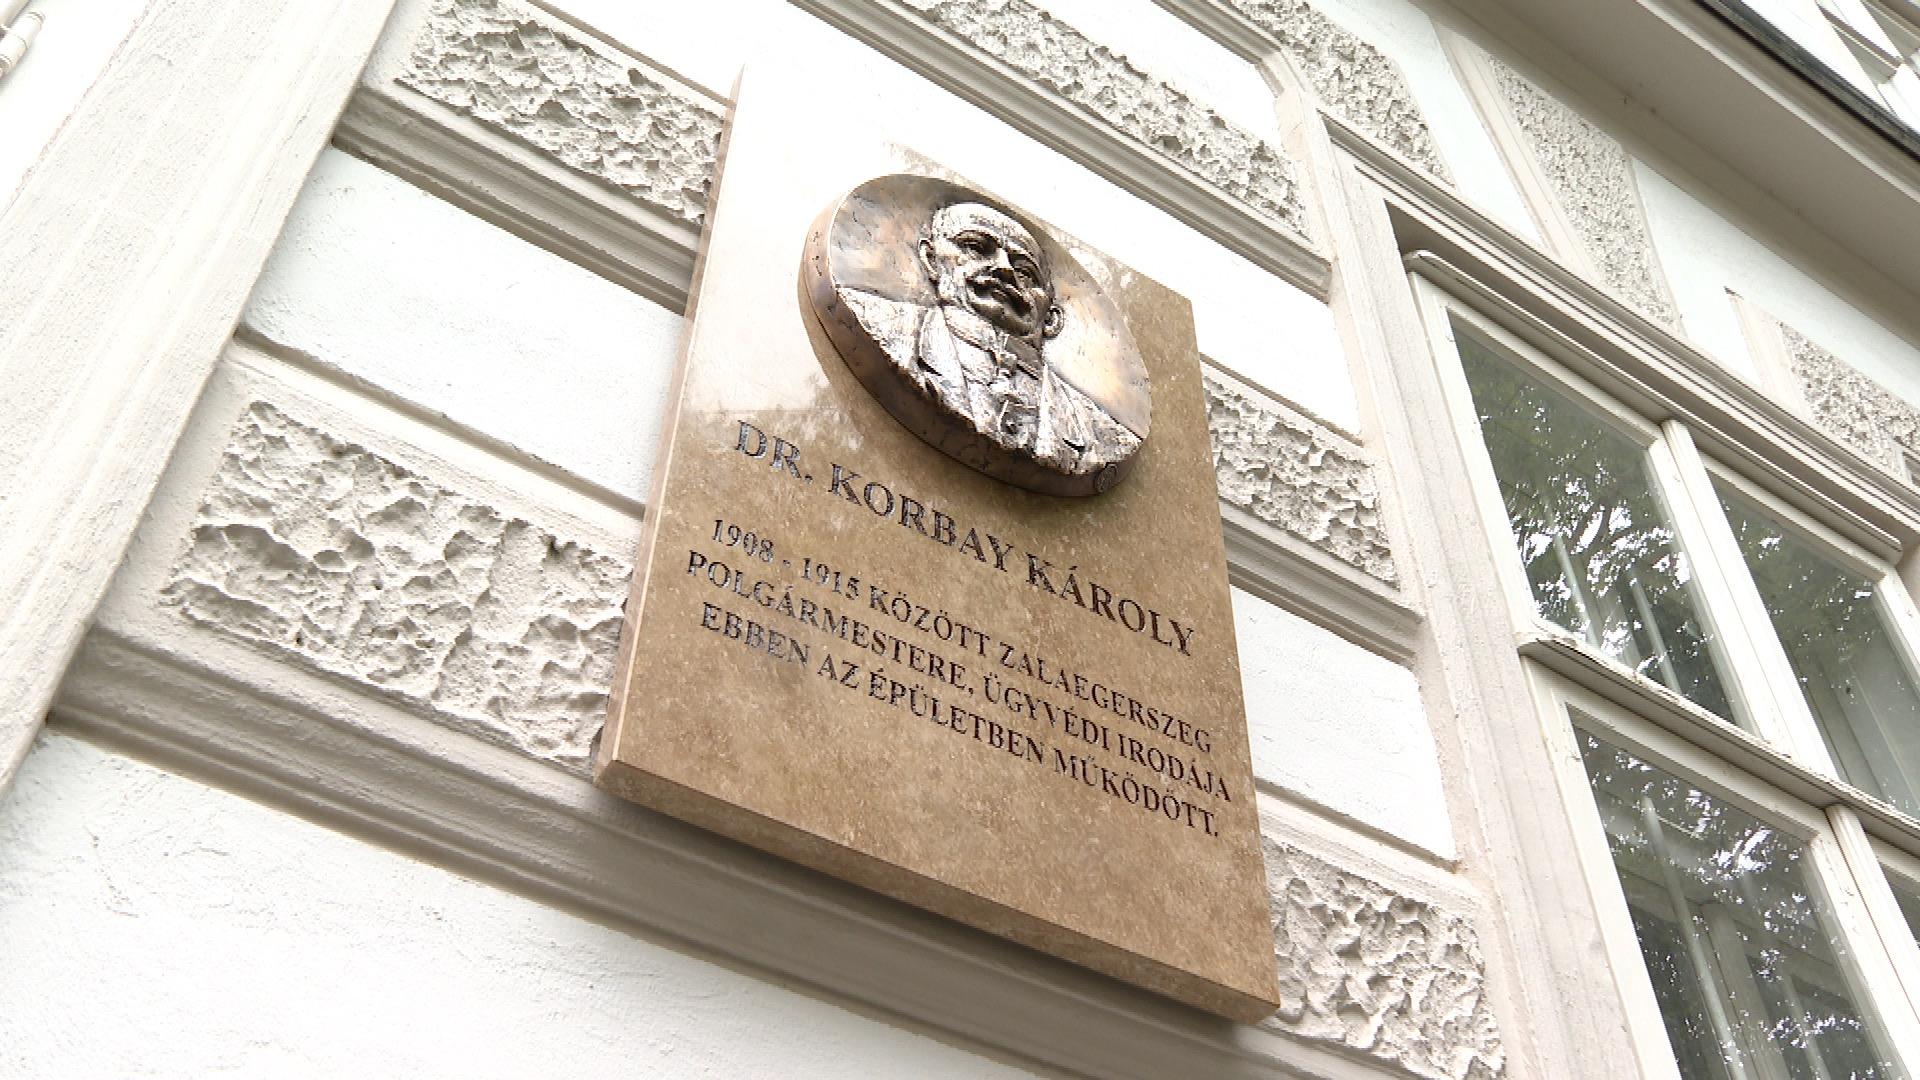 DR. KORBAY KÁROLY
1908 - 1915 KÖZÖTT ZALAEGERSZEG
POLGÁRMESTERE, ÜGYVÉDI IRODÁJA
EBBEN AZ ÉPÜLETBEN MŰKÖDÖTT.